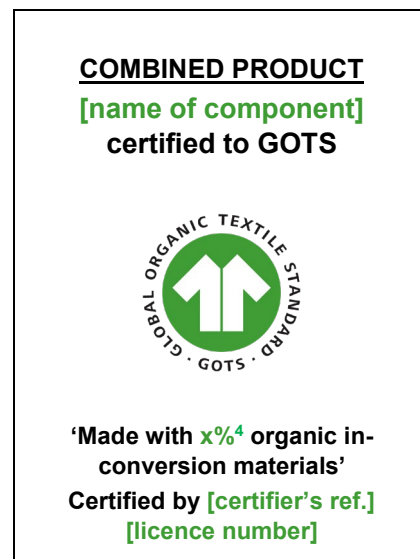 COMBINED PRODUCT
[name of component]
certified to GOTS
GLOBAL ORGANIC TEXTILE STANDARD
· GOTS ·
‘Made with x%⁴ organic in-
conversion materials’
Certified by [certifier’s ref.]
[licence number]